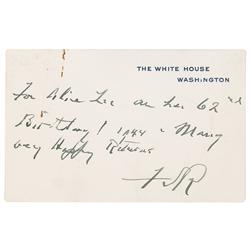 THE WHITE HOUSE
WASHINGTON
For Alice Lee on her 62nd
Birthday! 1944 - Many
very Happy Returns
FDR